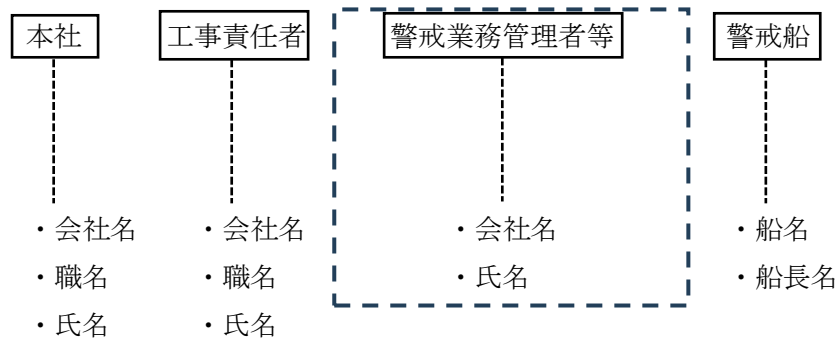 本社
工事責任者
警戒業務管理者等
警戒船
・会社名
・職名
・氏名
・会社名
・職名
・氏名
・会社名
・氏名
・船名
・船長名